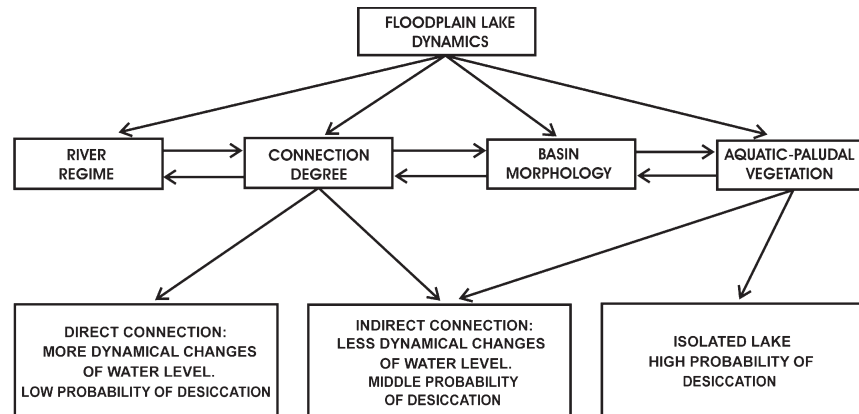 FLOODPLAIN LAKE
DYNAMICS
RIVER
REGIME
CONNECTION
DEGREE
BASIN
MORPHOLOGY
AQUATIC-PALUDAL
VEGETATION
DIRECT CONNECTION:
MORE DYNAMICAL CHANGES
OF WATER LEVEL.
LOW PROBABILITY OF DESICCATION
INDIRECT CONNECTION:
LESS DYNAMICAL CHANGES
OF WATER LEVEL.
MIDDLE PROBABILITY
OF DESICCATION
ISOLATED LAKE
HIGH PROBABILITY OF
DESICCATION